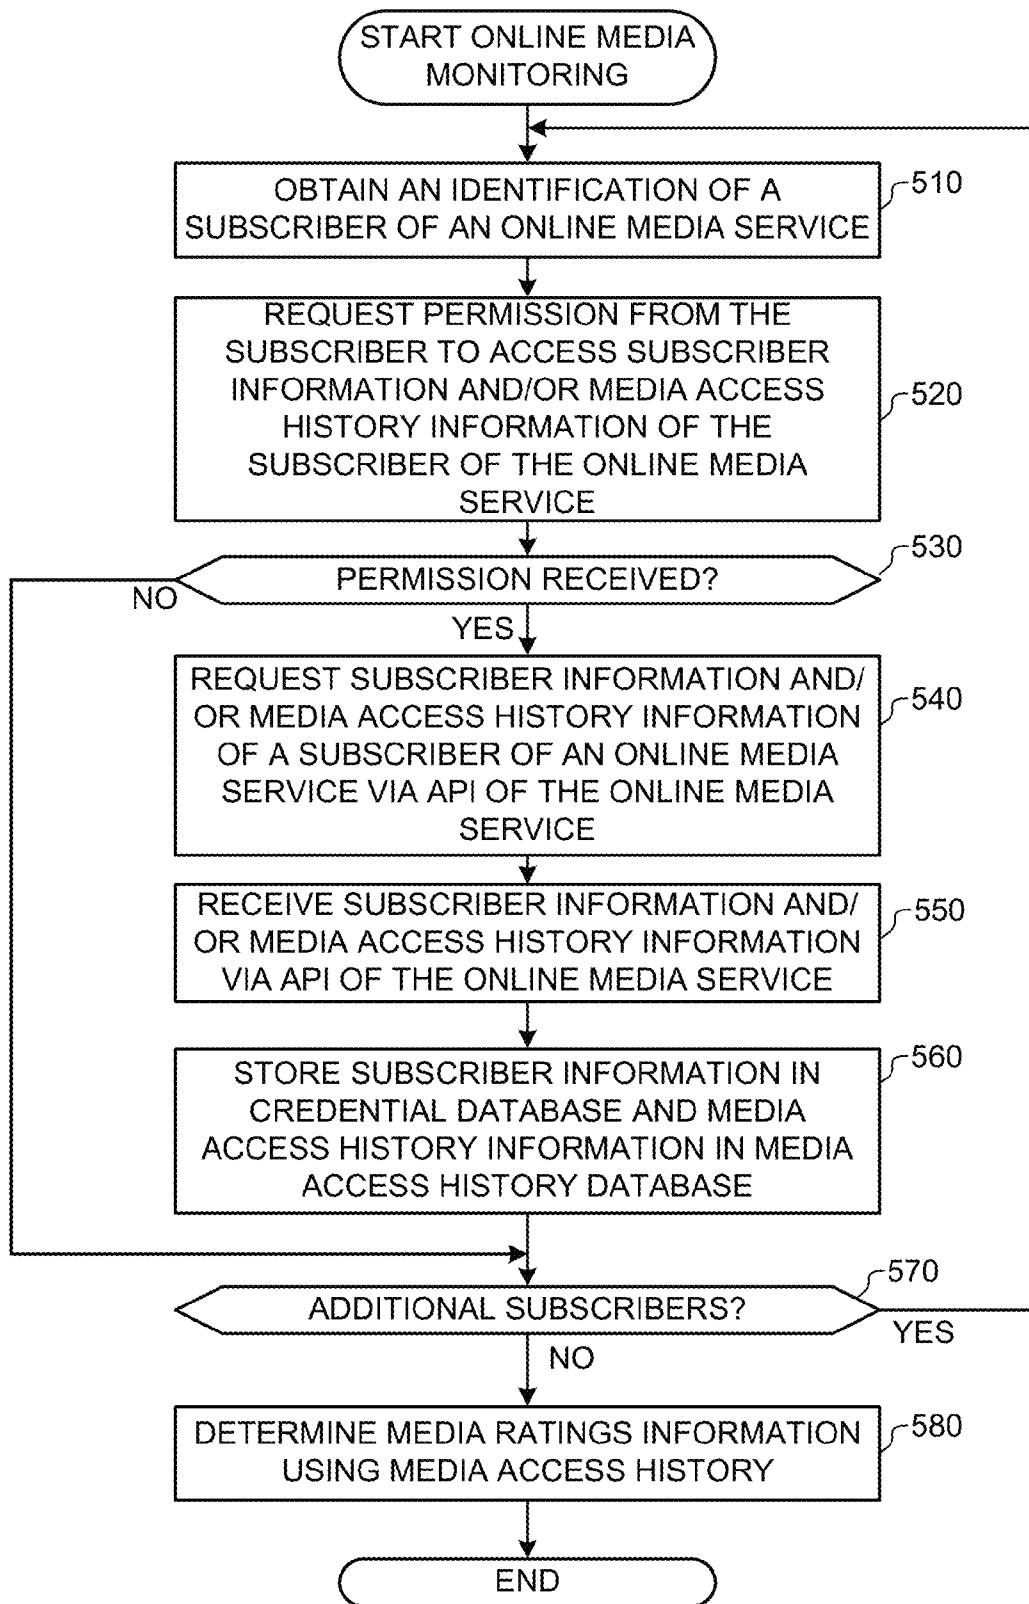 START ONLINE MEDIA
MONITORING
OBTAIN AN IDENTIFICATION OF A
SUBSCRIBER OF AN ONLINE MEDIA SERVICE
510
REQUEST PERMISSION FROM THE
SUBSCRIBER TO ACCESS SUBSCRIBER
INFORMATION AND/OR MEDIA ACCESS
HISTORY INFORMATION OF THE
SUBSCRIBER OF THE ONLINE MEDIA
SERVICE
520
PERMISSION RECEIVED?
530
NO
YES
REQUEST SUBSCRIBER INFORMATION AND/
OR MEDIA ACCESS HISTORY INFORMATION
OF A SUBSCRIBER OF AN ONLINE MEDIA
SERVICE VIA API OF THE ONLINE MEDIA
SERVICE
540
RECEIVE SUBSCRIBER INFORMATION AND/
OR MEDIA ACCESS HISTORY INFORMATION
VIA API OF THE ONLINE MEDIA SERVICE
550
STORE SUBSCRIBER INFORMATION IN
CREDENTIAL DATABASE AND MEDIA
ACCESS HISTORY INFORMATION IN MEDIA
ACCESS HISTORY DATABASE
560
ADDITIONAL SUBSCRIBERS?
570
YES
NO
DETERMINE MEDIA RATINGS INFORMATION
USING MEDIA ACCESS HISTORY
580
END